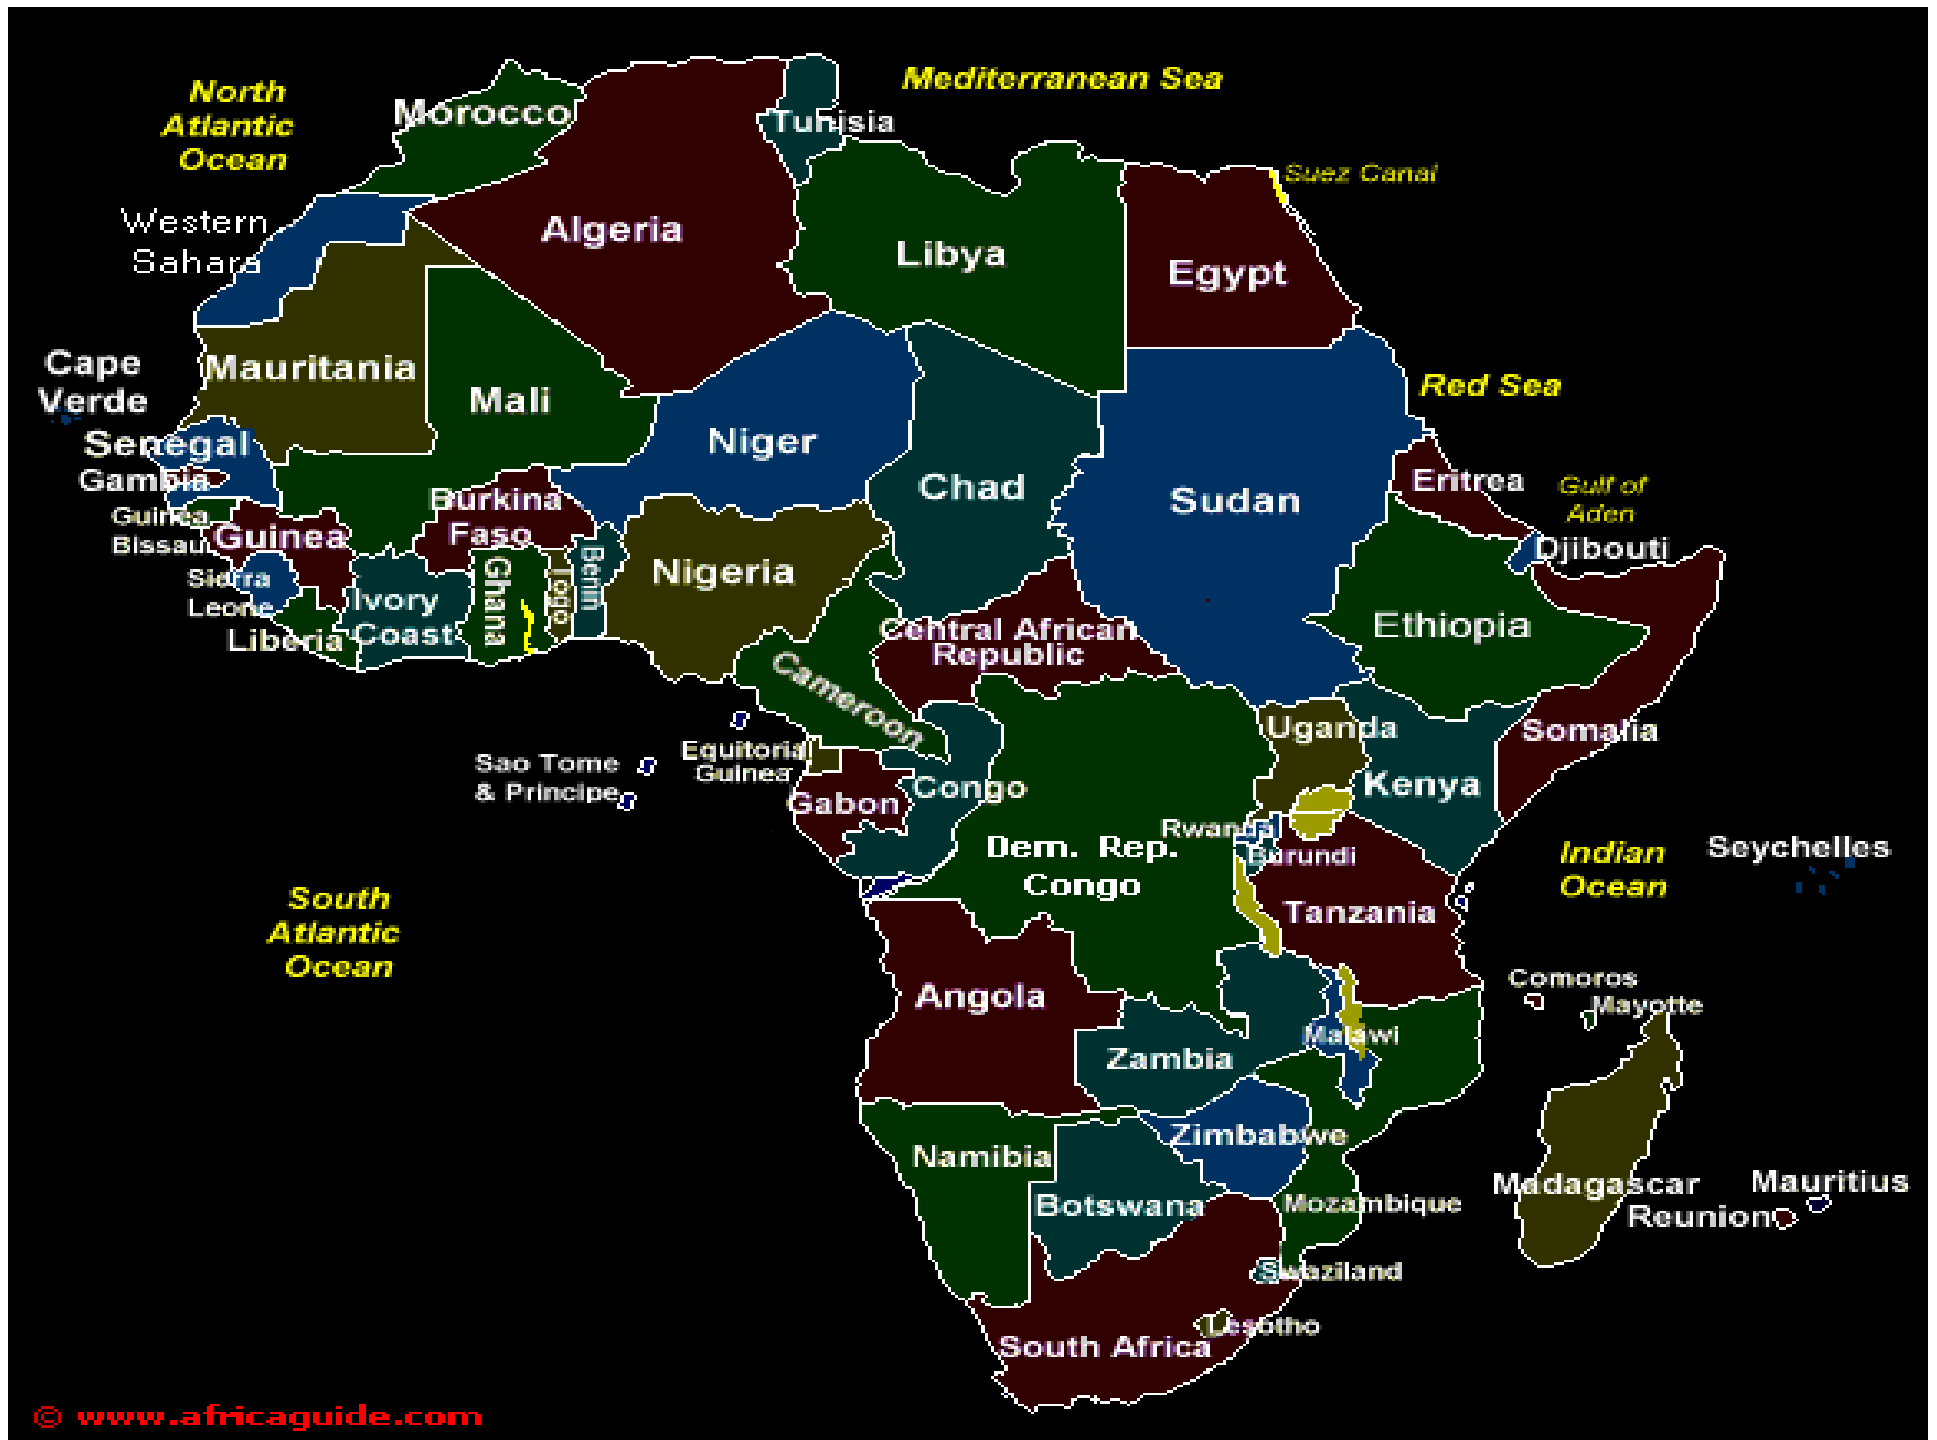 North
Atlantic
Ocean
Mediterranean Sea
Morocco
Tunisia
Suez Canal
Western
Sahara
Algeria
Libya
Egypt
Cape
Verde
Mauritania
Mali
Niger
Chad
Sudan
Red Sea
Senegal
Gambia
Guinea
Bissau
Guinea
Burkina
Faso
Eritrea
Gulf of
Aden
Djibouti
Sierra
Leone
Liberia
Ivory
Coast
Ghana
Togo
Benin
Nigeria
Central African
Republic
Ethiopia
Cameroon
Somalia
Uganda
Kenya
Sao Tome
& Principe
Equitorial
Guinea
Gabon
Congo
Dem. Rep.
Congo
Rwanda
Burundi
Tanzania
Indian
Ocean
Seychelles
South
Atlantic
Ocean
Angola
Zambia
Malawi
Comoros
Mayotte
Namibia
Zimbabwe
Botswana
Mozambique
Madagascar
Mauritius
Reunion
Swaziland
Lesotho
South Africa
© www.africaguide.com